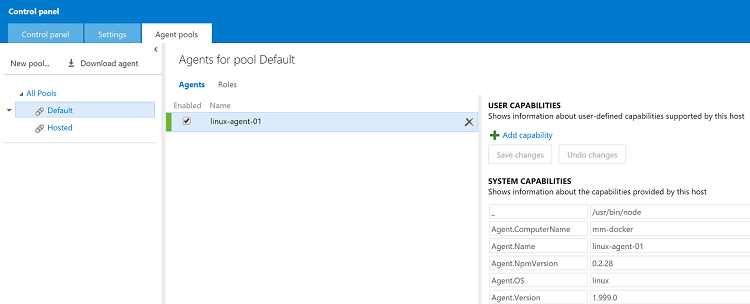 Control panel
Control panel Settings Agent pools
New pool... Download agent
All Pools
Default
Hosted
Agents for pool Default
Agents Roles
Enabled Name
linux-agent-01
USER CAPABILITIES
Shows information about user-defined capabilities supported by this host
Add capability
Save changes Undo changes
SYSTEM CAPABILITIES
Shows information about the capabilities provided by this host
_ /usr/bin/node
Agent.ComputerName mm-docker
Agent.Name linux-agent-01
Agent.NpmVersion 0.2.28
Agent.OS linux
Agent.Version 1.999.0